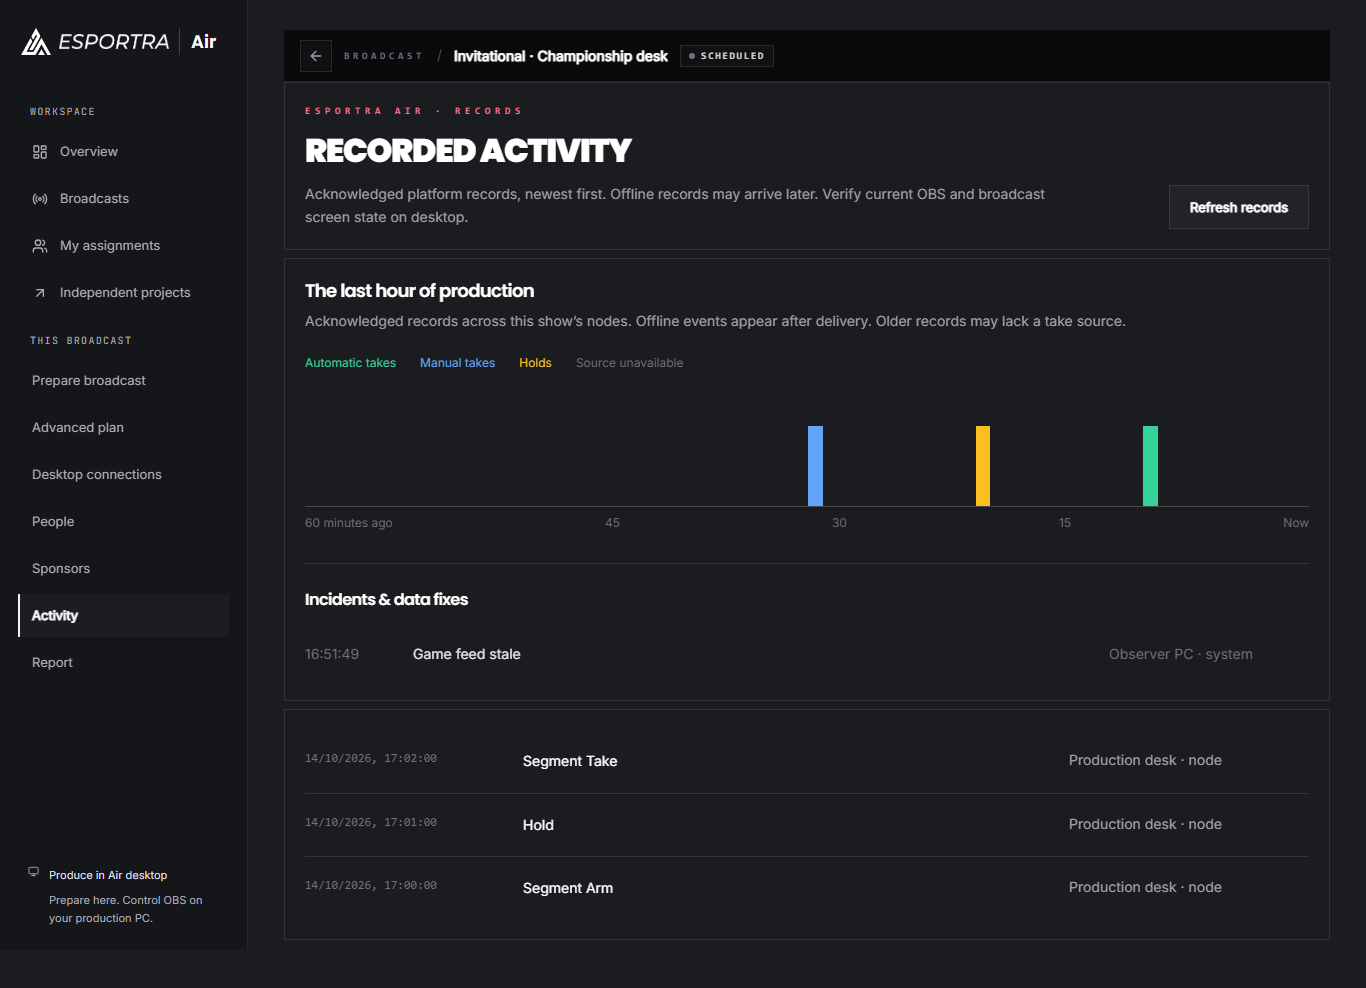 ESPORTRA Air
WORKSPACE
Overview
Broadcasts
My assignments
Independent projects
THIS BROADCAST
Prepare broadcast
Advanced plan
Desktop connections
People
Sponsors
Activity
Report
Produce in Air desktop
Prepare here. Control OBS on
your production PC.
BROADCAST / Invitational · Championship desk SCHEDULED
ESPORTRA AIR · RECORDS
RECORDED ACTIVITY
Acknowledged platform records, newest first. Offline records may arrive later. Verify current OBS and broadcast
screen state on desktop.
Refresh records
The last hour of production
Acknowledged records across this show’s nodes. Offline events appear after delivery. Older records may lack a take source.
Automatic takes Manual takes Holds Source unavailable
60 minutes ago 45 30 15 Now
Incidents & data fixes
16:51:49 Game feed stale Observer PC · system
14/10/2026, 17:02:00 Segment Take Production desk · node
14/10/2026, 17:01:00 Hold Production desk · node
14/10/2026, 17:00:00 Segment Arm Production desk · node